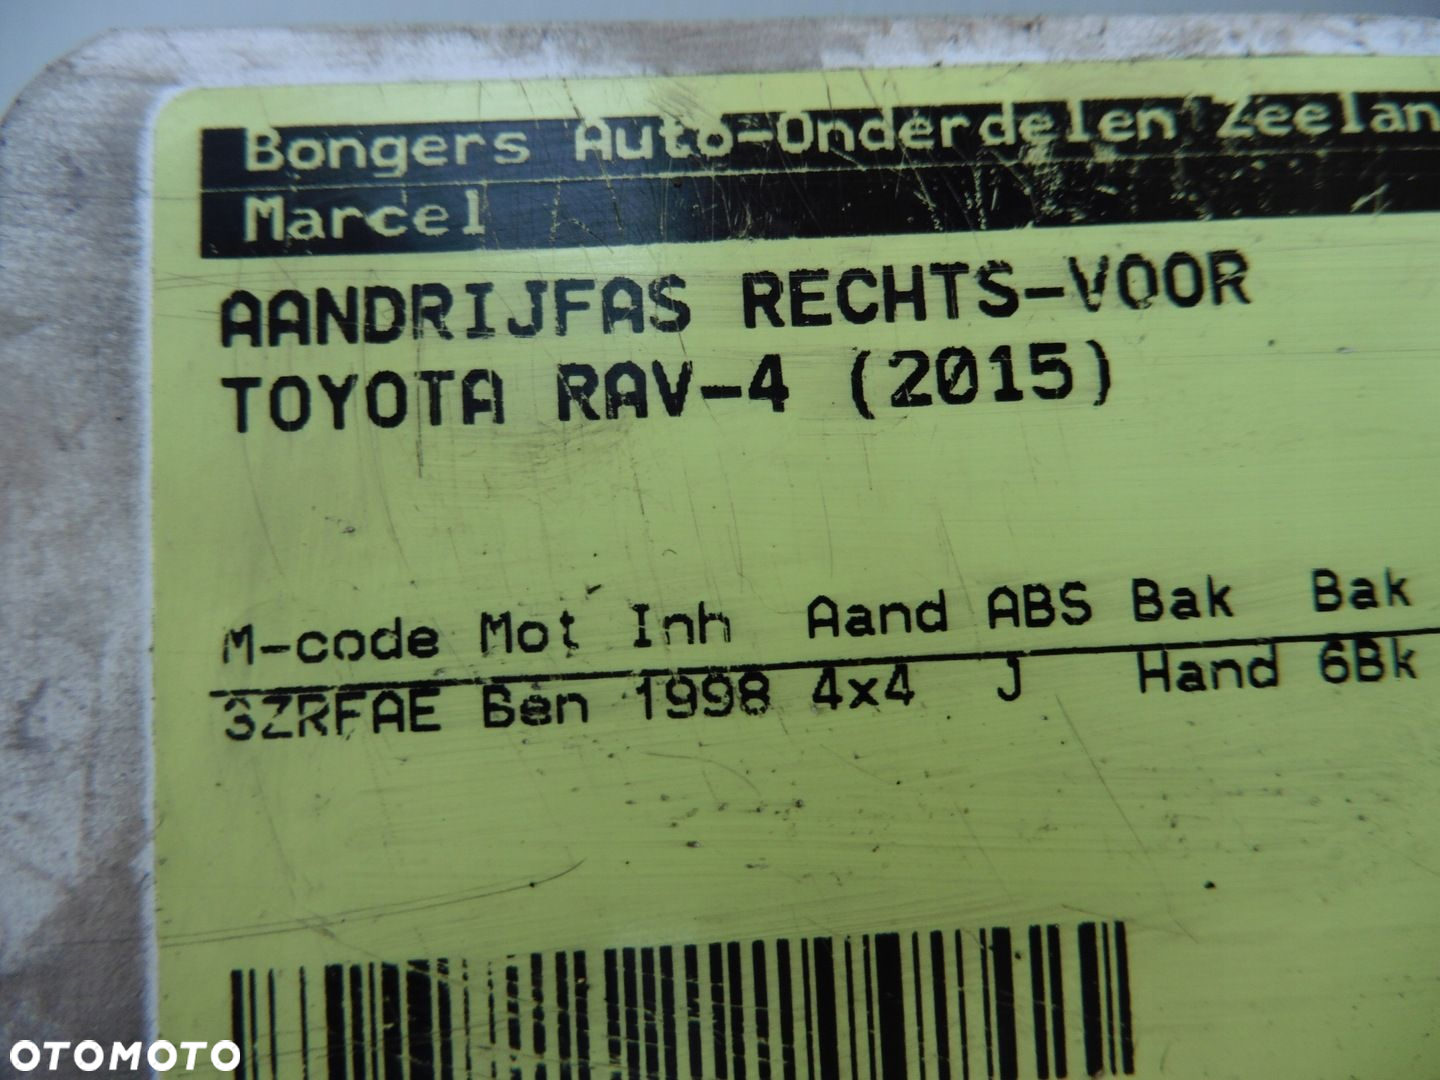 Bongers Auto-Onderdelen Zeelan
Marcel
AANDRIJFAS RECHTS-VOOR
TOYOTA RAV-4 (2015)
M-code Mot Inh Aand ABS Bak Bak
3ZRFAE Ben 1998 4x4 J Hand 6Bk
OTOMOTO